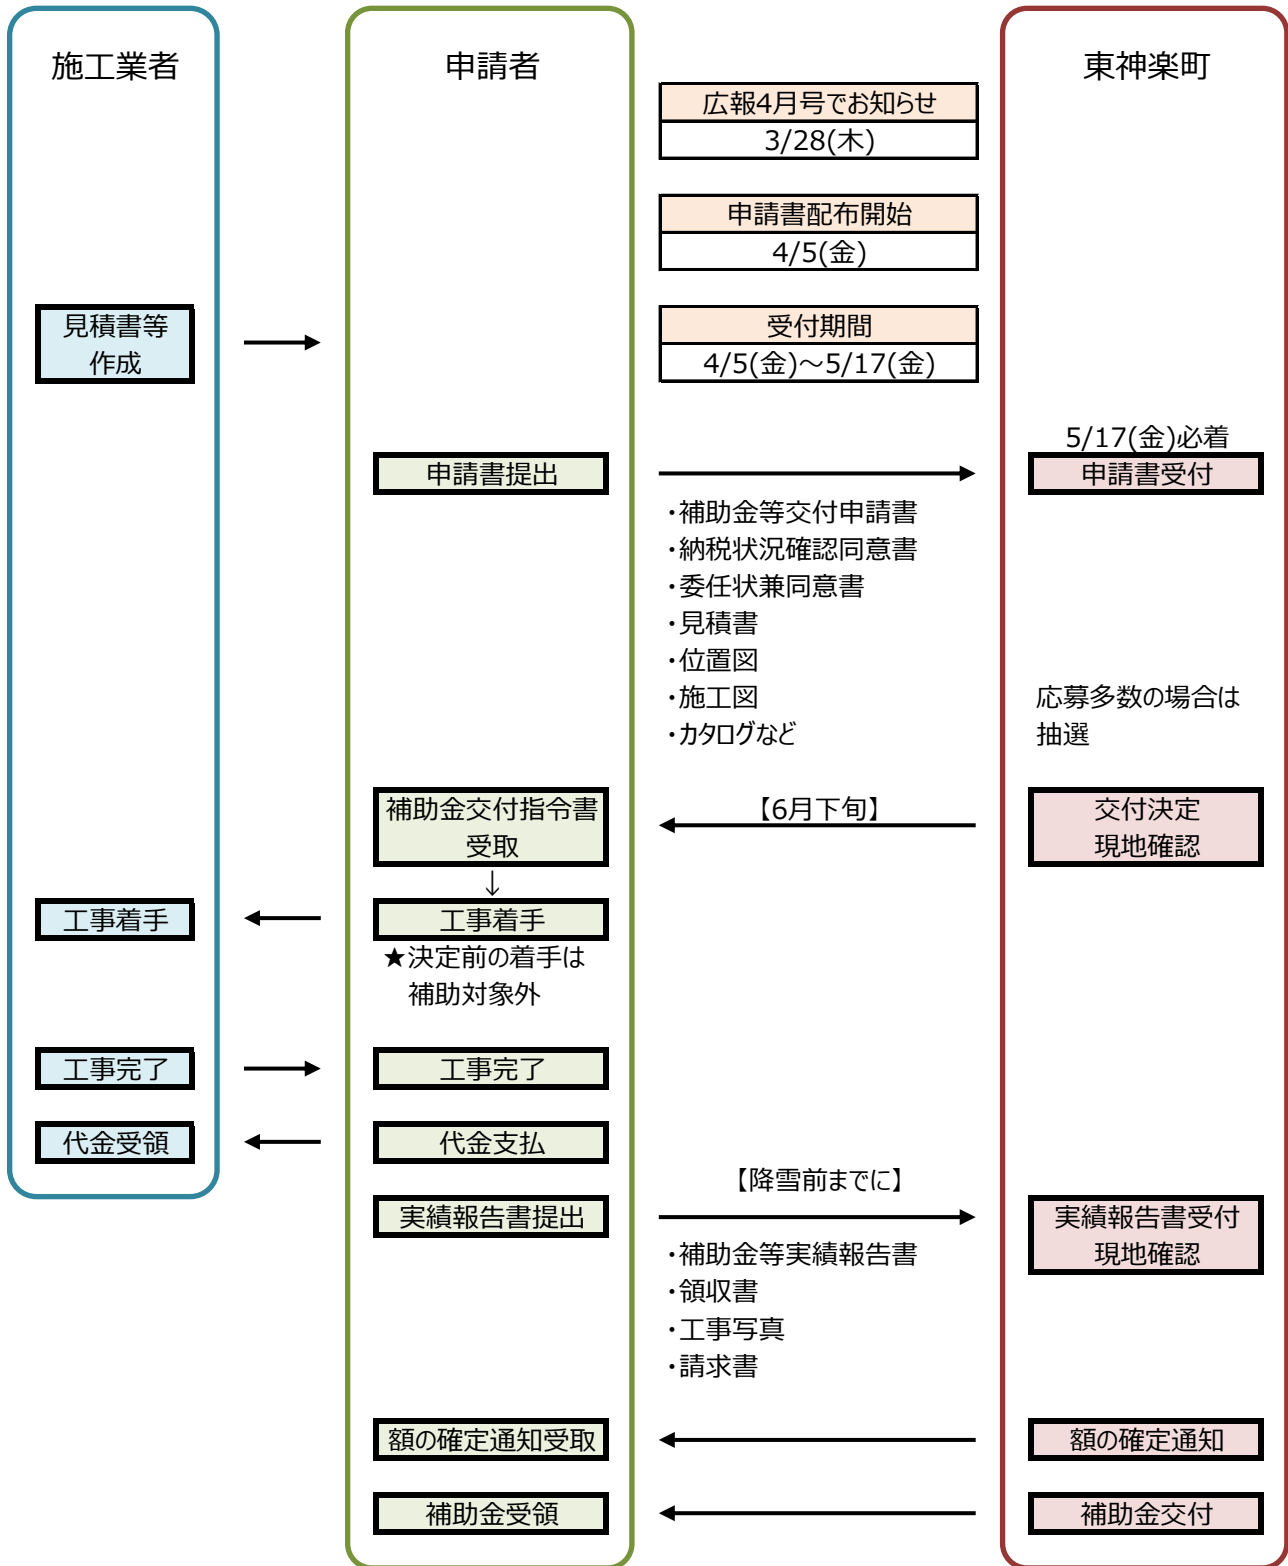 施工業者
申請者
東神楽町
広報4月号でお知らせ
3/28(木)
申請書配布開始
4/5(金)
見積書等
作成
受付期間
4/5(金)～5/17(金)
5/17(金)必着
申請書提出
申請書受付
・補助金等交付申請書
・納税状況確認同意書
・委任状兼同意書
・見積書
・位置図
・施工図
・カタログなど
応募多数の場合は
抽選
補助金交付指令書
受取
【6月下旬】
交付決定
現地確認
↓
工事着手
工事着手
★決定前の着手は
補助対象外
工事完了
工事完了
代金受領
代金支払
【降雪前までに】
実績報告書提出
実績報告書受付
現地確認
・補助金等実績報告書
・領収書
・工事写真
・請求書
額の確定通知受取
額の確定通知
補助金受領
補助金交付